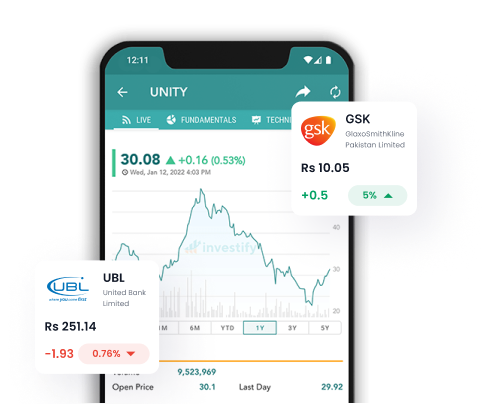 12:11
UNITY
LIVE
FUNDAMENTALS
30.08 +0.16 (0.53%)
Wed, Jan 12, 2022 4:03 PM
gsk
GSK
GlaxoSmithKline
Pakistan Limited
Rs 10.05
+0.5
5%
investify
40
30
20
UBL
where you come first
UBL
United Bank
Limited
Rs 251.14
-1.93
0.76%
6M
YTD
1Y
3Y
5Y
9,523,969
Open Price
30.1
Last Day
29.92